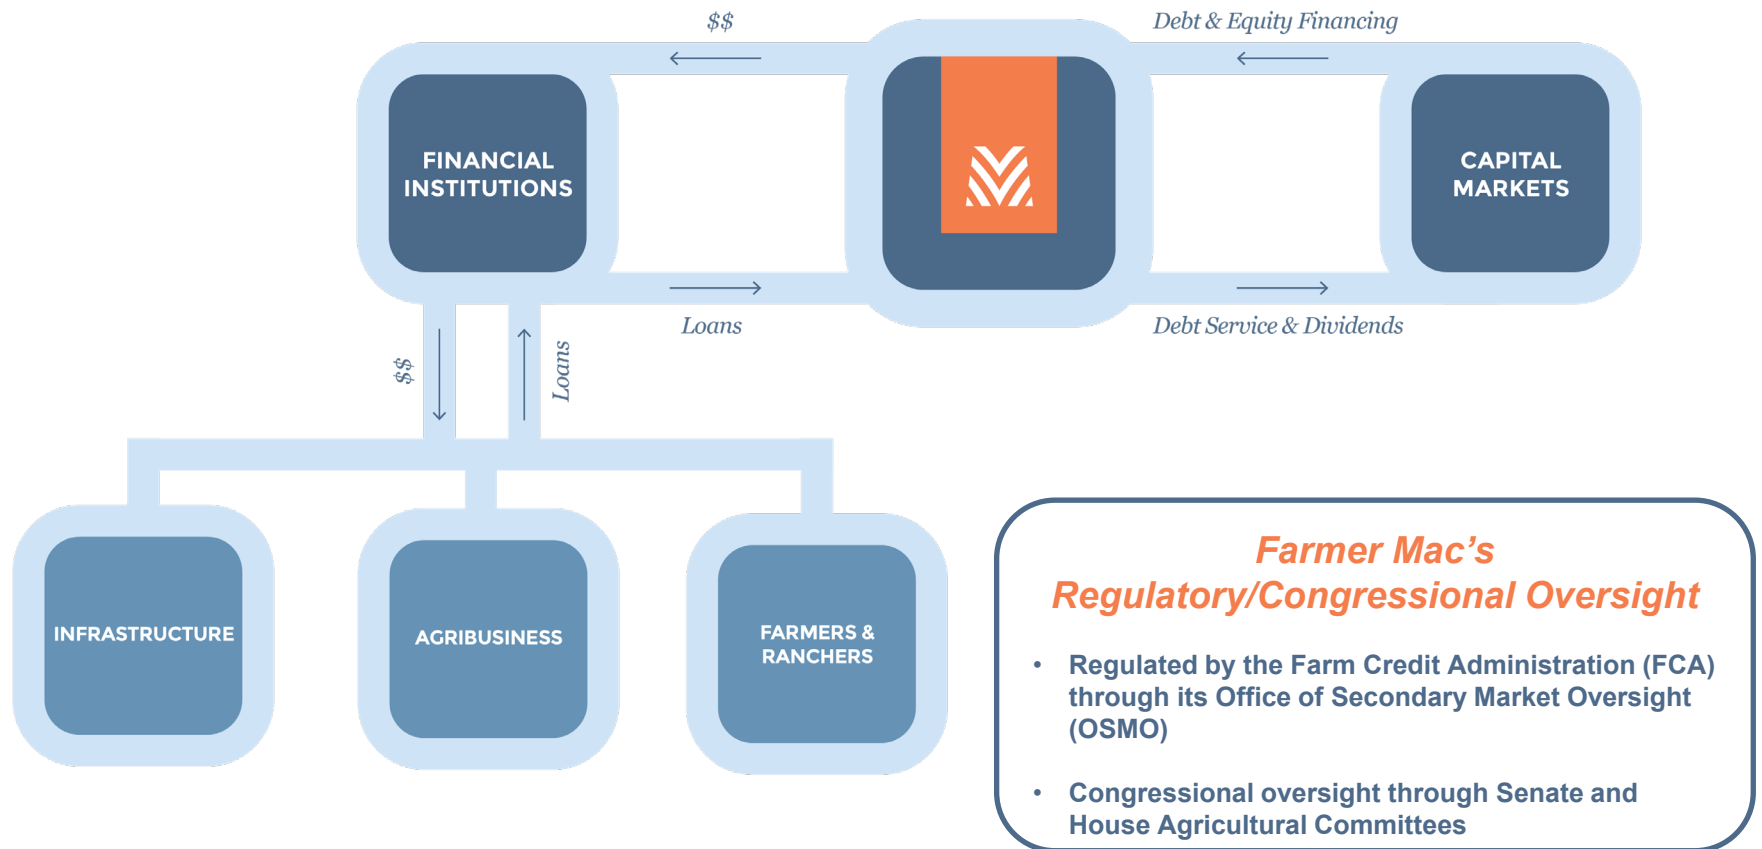 $$
Debt & Equity Financing
FINANCIAL
INSTITUTIONS
CAPITAL
MARKETS
Loans
Debt Service & Dividends
$$
Loans
INFRASTRUCTURE
AGRIBUSINESS
FARMERS &
RANCHERS
Farmer Mac’s
Regulatory/Congressional Oversight
• Regulated by the Farm Credit Administration (FCA)
through its Office of Secondary Market Oversight
(OSMO)
• Congressional oversight through Senate and
House Agricultural Committees